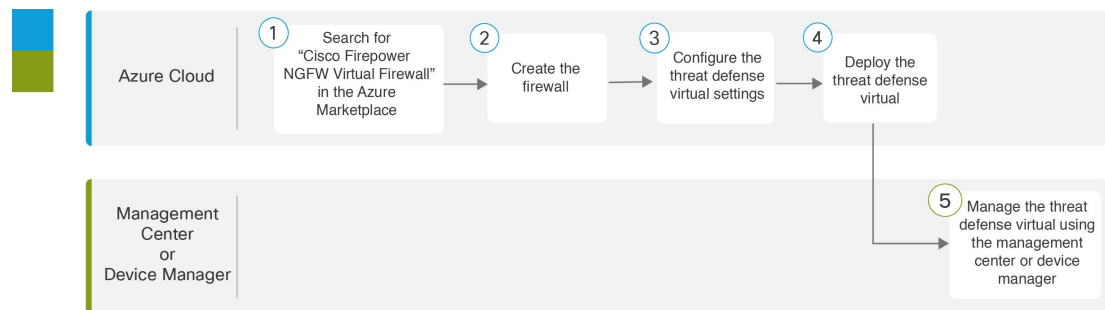 Azure Cloud
1
Search for
“Cisco Firepower
NGFW Virtual Firewall”
in the Azure
Marketplace
2
Create the
firewall
3
Configure the
threat defense
virtual settings
4
Deploy the
threat defense
virtual
Management
Center
or
Device Manager
5
Manage the threat
defense virtual using
the management
center or device
manager